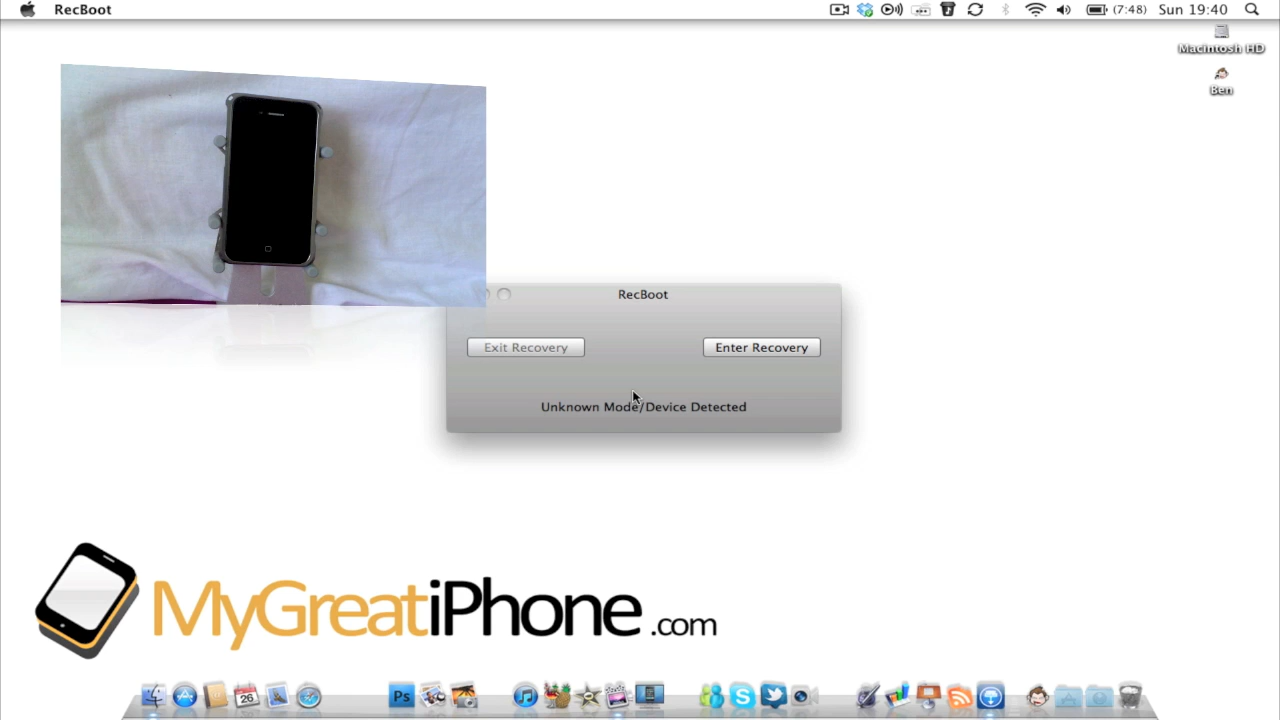 RecBoot
(7:48) Sun 19:40
Macintosh HD
Ben
RecBoot
Exit Recovery
Enter Recovery
Unknown Mode/Device Detected
MyGreatiPhone.com
26
Ps